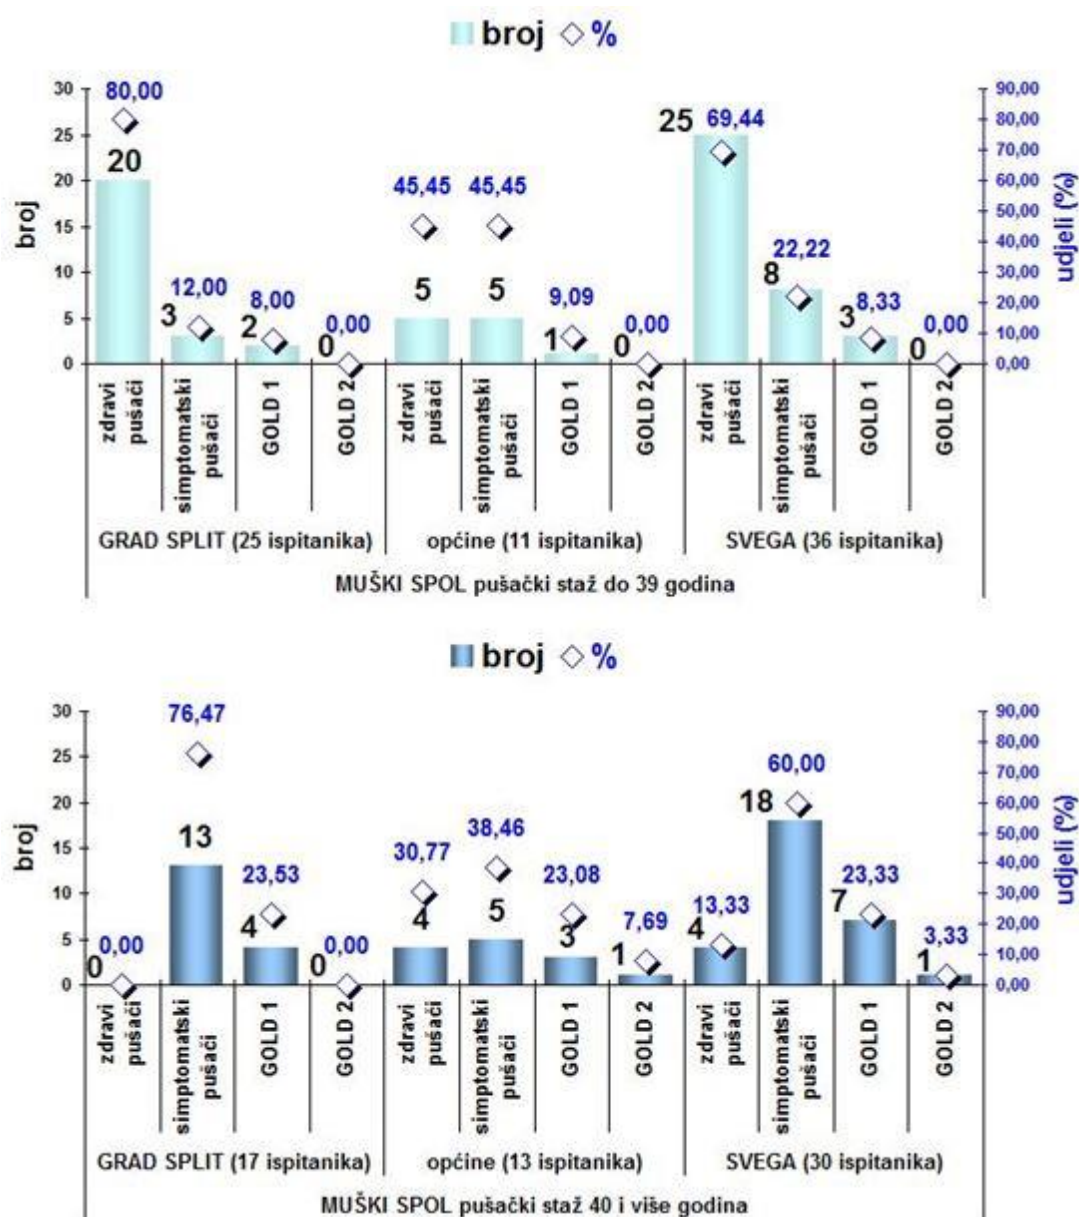 broj %
30 80,00 25 69,44 90,00
25 20 80,00
20 45,45 45,45 70,00
15 12,00 5 5 22,22 60,00
10 3 8,00 9,09 8 8,33 50,00
5 2 0,00 1 0,00 3 0,00 40,00
0 0 0 0 30,00
20,00
10,00
0,00
broj
udjeli (%)
zdravi pušači
simptomatski pušači
GOLD 1
GOLD 2
zdravi pušači
simptomatski pušači
GOLD 1
GOLD 2
zdravi pušači
simptomatski pušači
GOLD 1
GOLD 2
GRAD SPLIT (25 ispitanika) općine (11 ispitanika) SVEGA (36 ispitanika)
MUŠKI SPOL pušački staž do 39 godina
broj %
30 76,47 60,00 90,00
25 13 18 80,00
20 38,46 70,00
15 23,53 30,77 5 23,08 23,33 60,00
10 4 4 3 7,69 13,33 7 50,00
5 0,00 0,00 1 4 3,33 40,00
0 0 0 1 30,00
20,00
10,00
0,00
broj
udjeli (%)
zdravi pušači
simptomatski pušači
GOLD 1
GOLD 2
zdravi pušači
simptomatski pušači
GOLD 1
GOLD 2
zdravi pušači
simptomatski pušači
GOLD 1
GOLD 2
GRAD SPLIT (17 ispitanika) općine (13 ispitanika) SVEGA (30 ispitanika)
MUŠKI SPOL pušački staž 40 i više godina